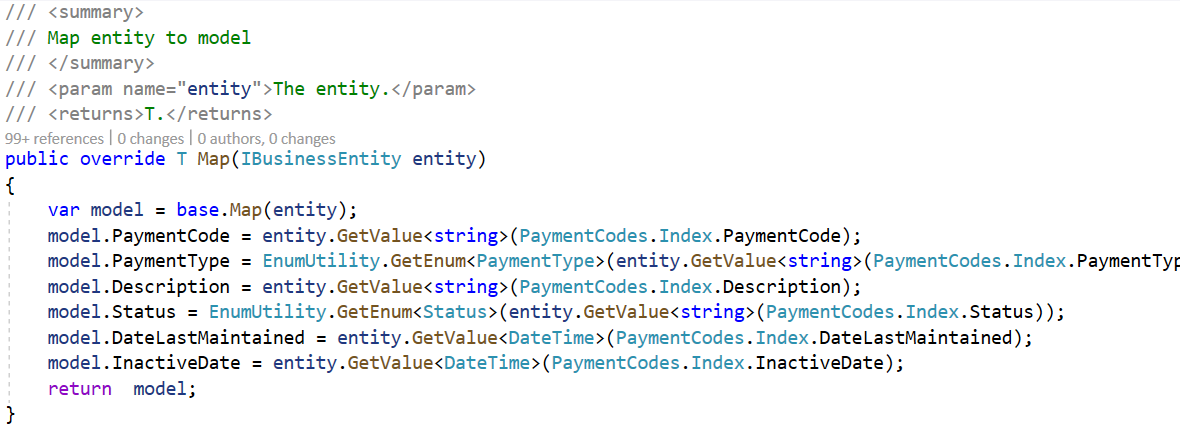 /// <summary>
/// Map entity to model
/// </summary>
/// <param name="entity">The entity.</param>
/// <returns>T.</returns>
99+ references | 0 changes | 0 authors, 0 changes
public override T Map(IBusinessEntity entity)
{
    var model = base.Map(entity);
    model.PaymentCode = entity.GetValue<string>(PaymentCodes.Index.PaymentCode);
    model.PaymentType = EnumUtility.GetEnum<PaymentType>(entity.GetValue<string>(PaymentCodes.Index.PaymentTyp
    model.Description = entity.GetValue<string>(PaymentCodes.Index.Description);
    model.Status = EnumUtility.GetEnum<Status>(entity.GetValue<string>(PaymentCodes.Index.Status));
    model.DateLastMaintained = entity.GetValue<DateTime>(PaymentCodes.Index.DateLastMaintained);
    model.InactiveDate = entity.GetValue<DateTime>(PaymentCodes.Index.InactiveDate);
    return  model;
}